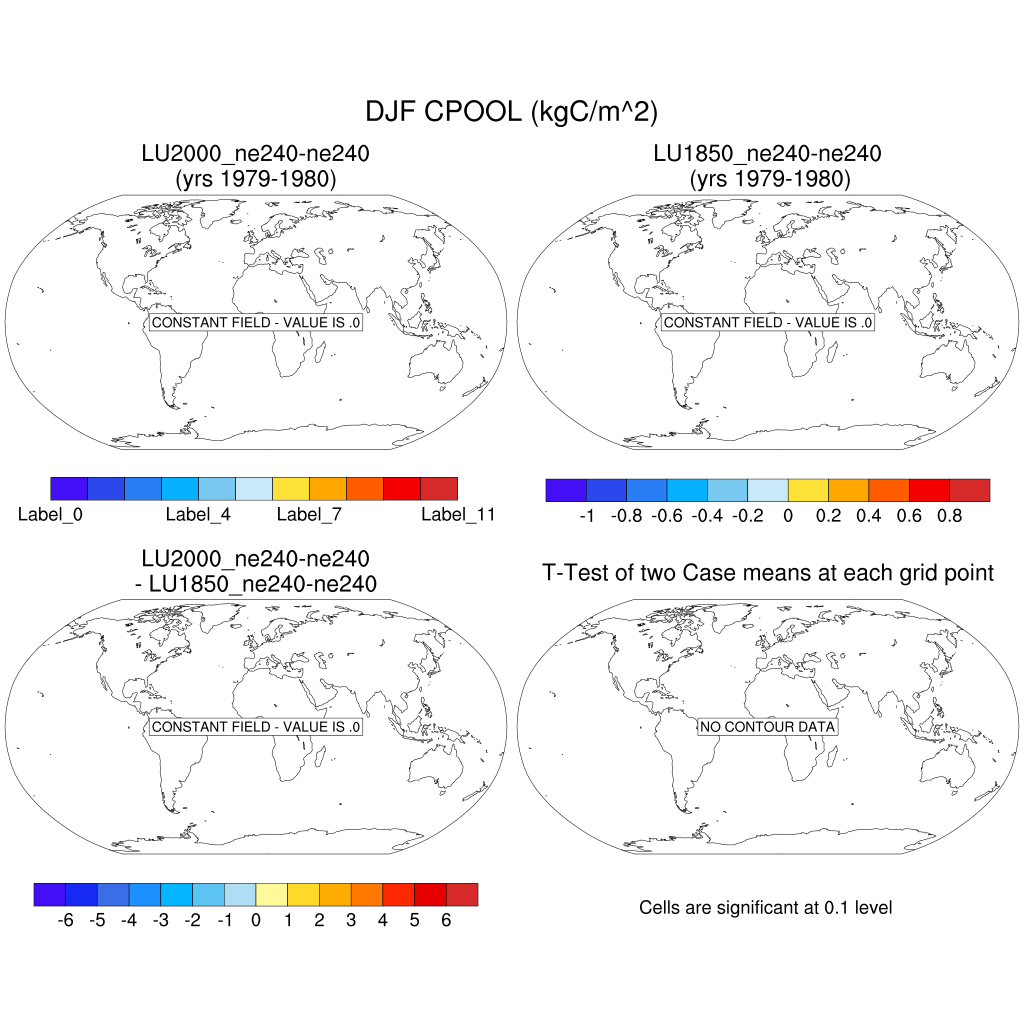 DJF CPOOL (kgC/m^2)
LU2000_ne240-ne240
(yrs 1979-1980)
LU1850_ne240-ne240
(yrs 1979-1980)
CONSTANT FIELD - VALUE IS .0
CONSTANT FIELD - VALUE IS .0
Label_0 Label_4 Label_7 Label_11
-1 -0.8 -0.6 -0.4 -0.2 0 0.2 0.4 0.6 0.8
LU2000_ne240-ne240
- LU1850_ne240-ne240
T-Test of two Case means at each grid point
CONSTANT FIELD - VALUE IS .0
NO CONTOUR DATA
-6 -5 -4 -3 -2 -1 0 1 2 3 4 5 6
Cells are significant at 0.1 level